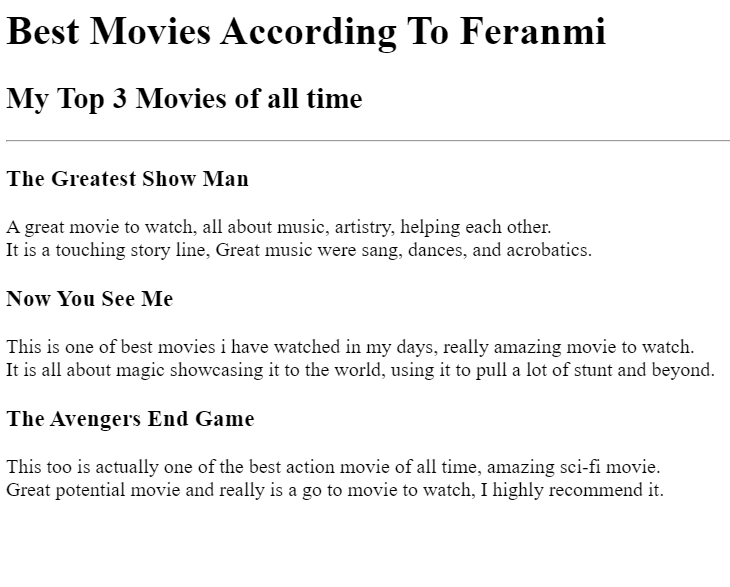 Best Movies According To Feranmi
My Top 3 Movies of all time
The Greatest Show Man
A great movie to watch, all about music, artistry, helping each other.
It is a touching story line, Great music were sang, dances, and acrobatics.
Now You See Me
This is one of best movies i have watched in my days, really amazing movie to watch.
It is all about magic showcasing it to the world, using it to pull a lot of stunt and beyond.
The Avengers End Game
This too is actually one of the best action movie of all time, amazing sci-fi movie.
Great potential movie and really is a go to movie to watch, I highly recommend it.